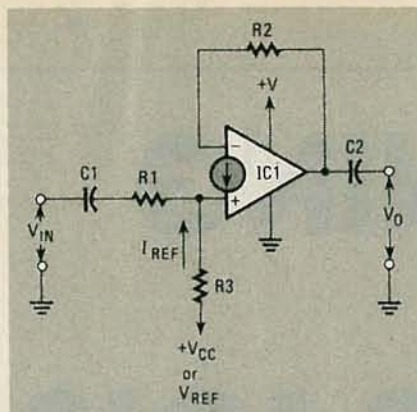 R2
+V
C1
R1
−
IC1
+
C2
V_IN
I_REF
R3
V_O
+V_CC
or
V_REF